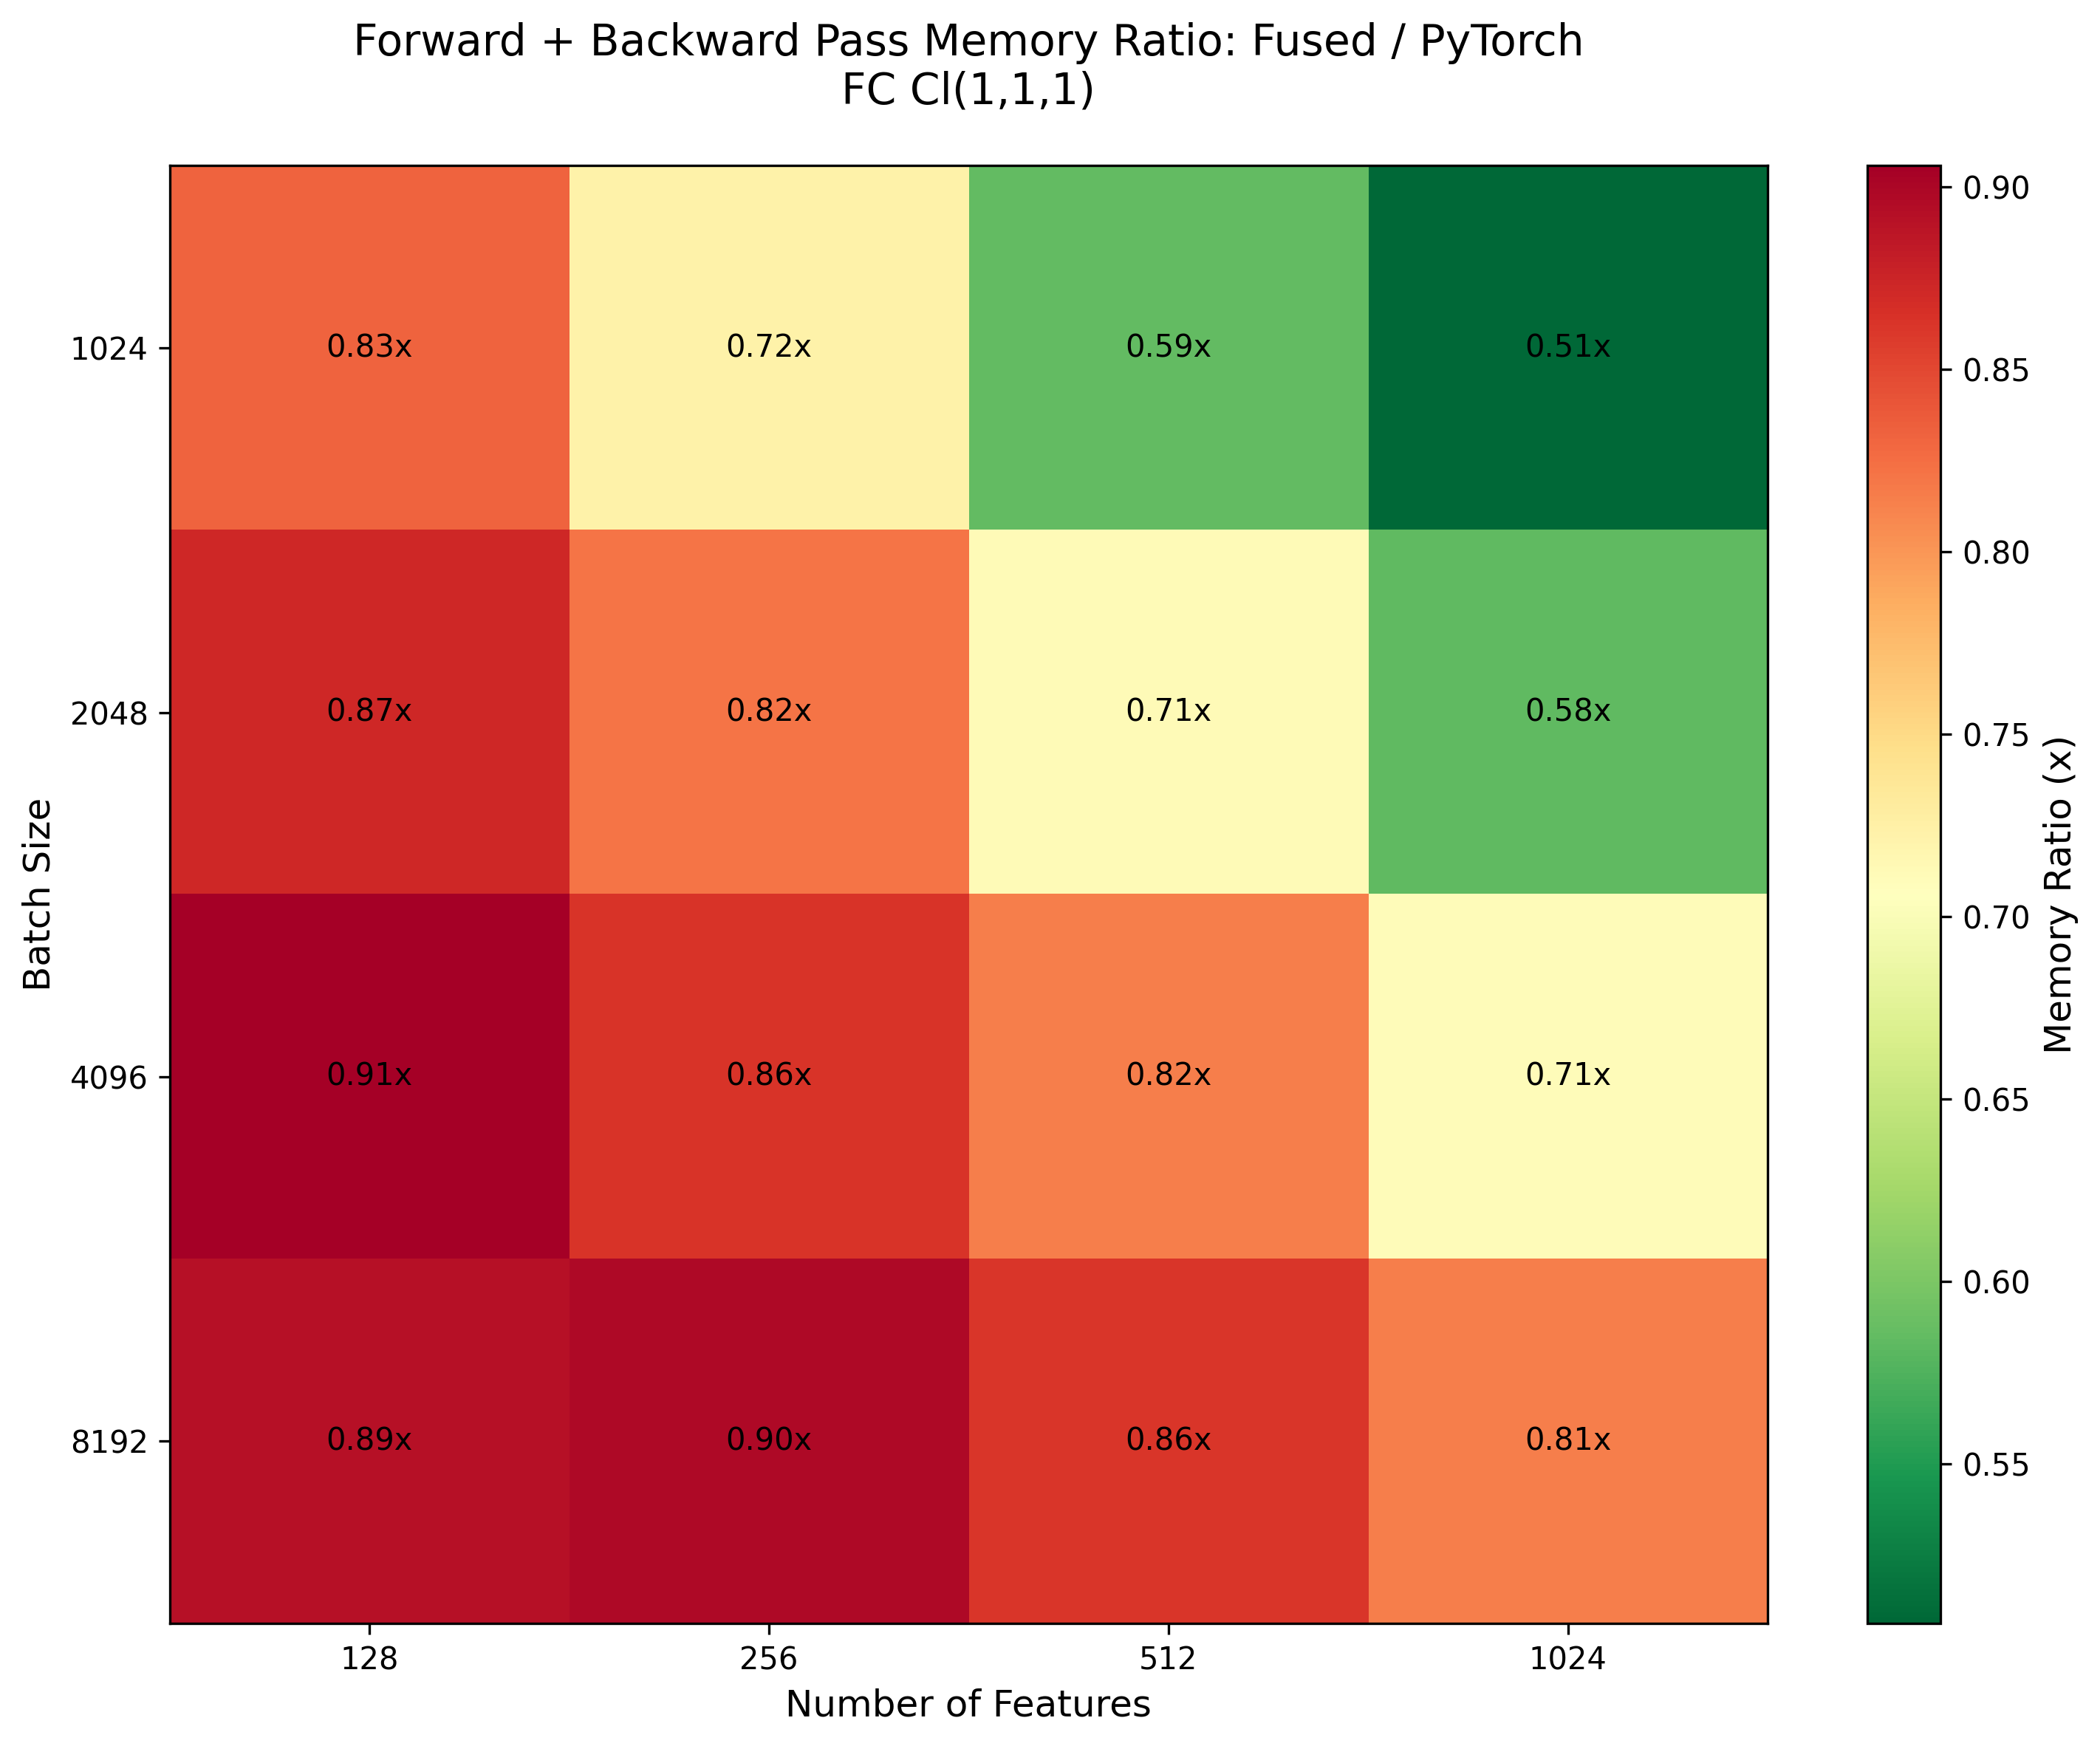 Forward + Backward Pass Memory Ratio: Fused / PyTorch
FC Cl(1,1,1)
Batch Size
1024
0.83x
0.72x
0.59x
0.51x
2048
0.87x
0.82x
0.71x
0.58x
4096
0.91x
0.86x
0.82x
0.71x
8192
0.89x
0.90x
0.86x
0.81x
128
256
512
1024
Number of Features
0.90
0.85
0.80
0.75
0.70
0.65
0.60
0.55
Memory Ratio (x)